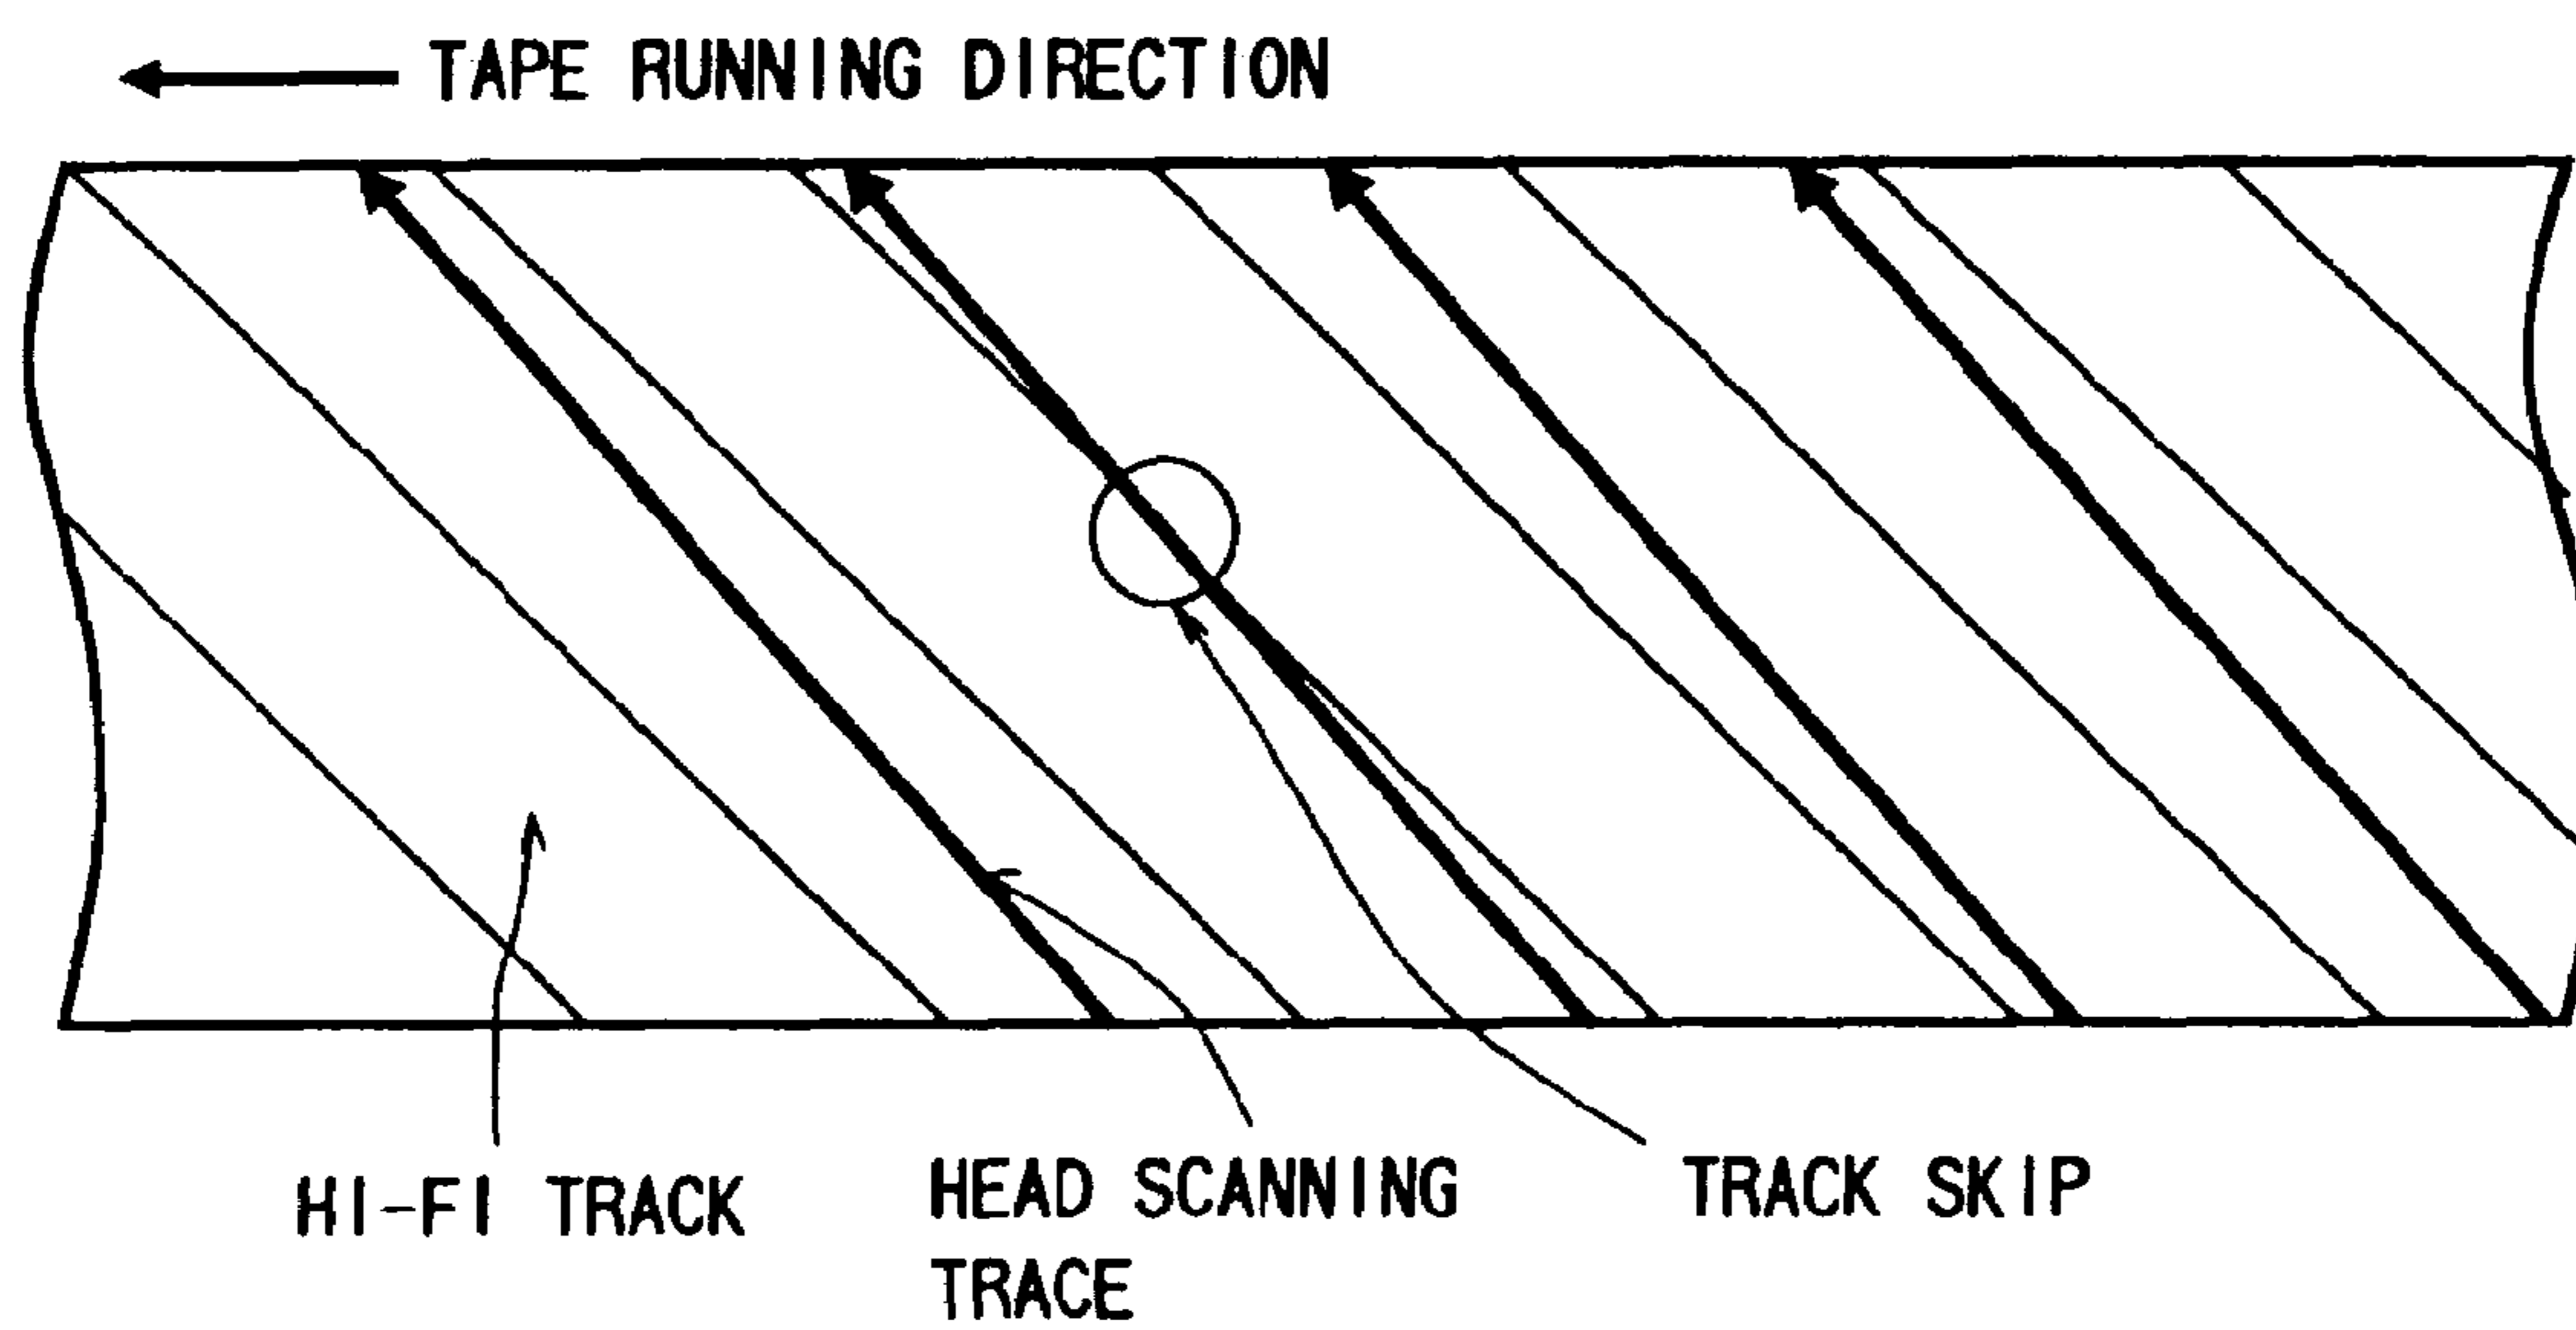 TAPE RUNNING DIRECTION
HI-FI TRACK
HEAD SCANNING
TRACE
TRACK SKIP